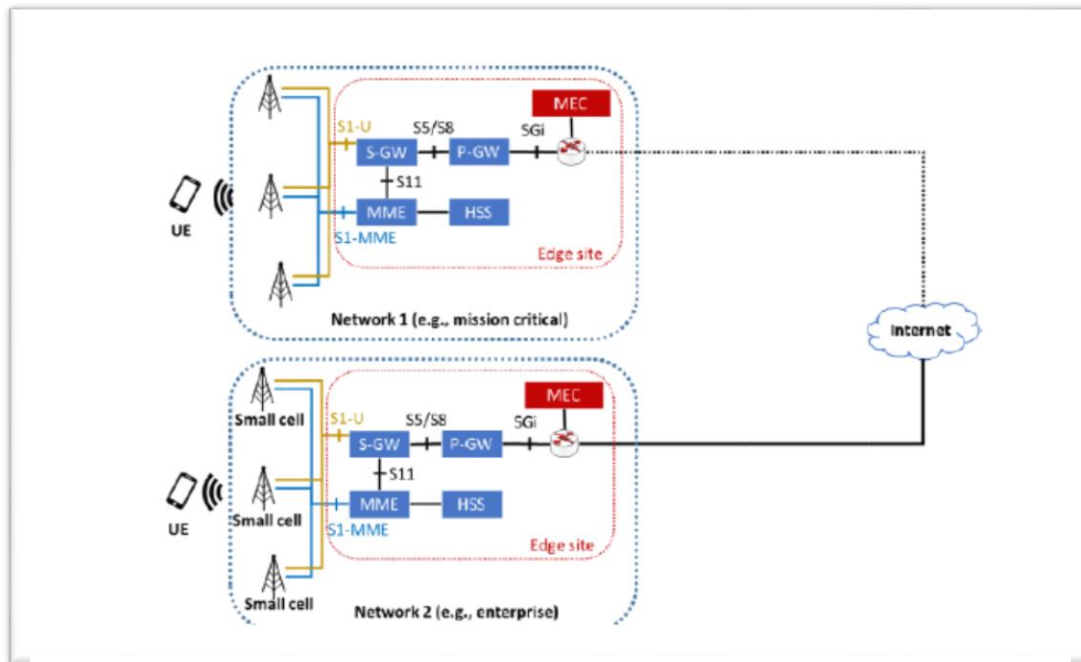 MEC
S1-U
S5/S8
SGi
S-GW
P-GW
S11
UE
MME
HSS
S1-MME
Edge site
Network 1 (e.g., mission critical)
Internet
MEC
Small cell
S1-U
S5/S8
SGi
S-GW
P-GW
S11
MME
HSS
Small cell
UE
S1-MME
Edge site
Small cell
Network 2 (e.g., enterprise)